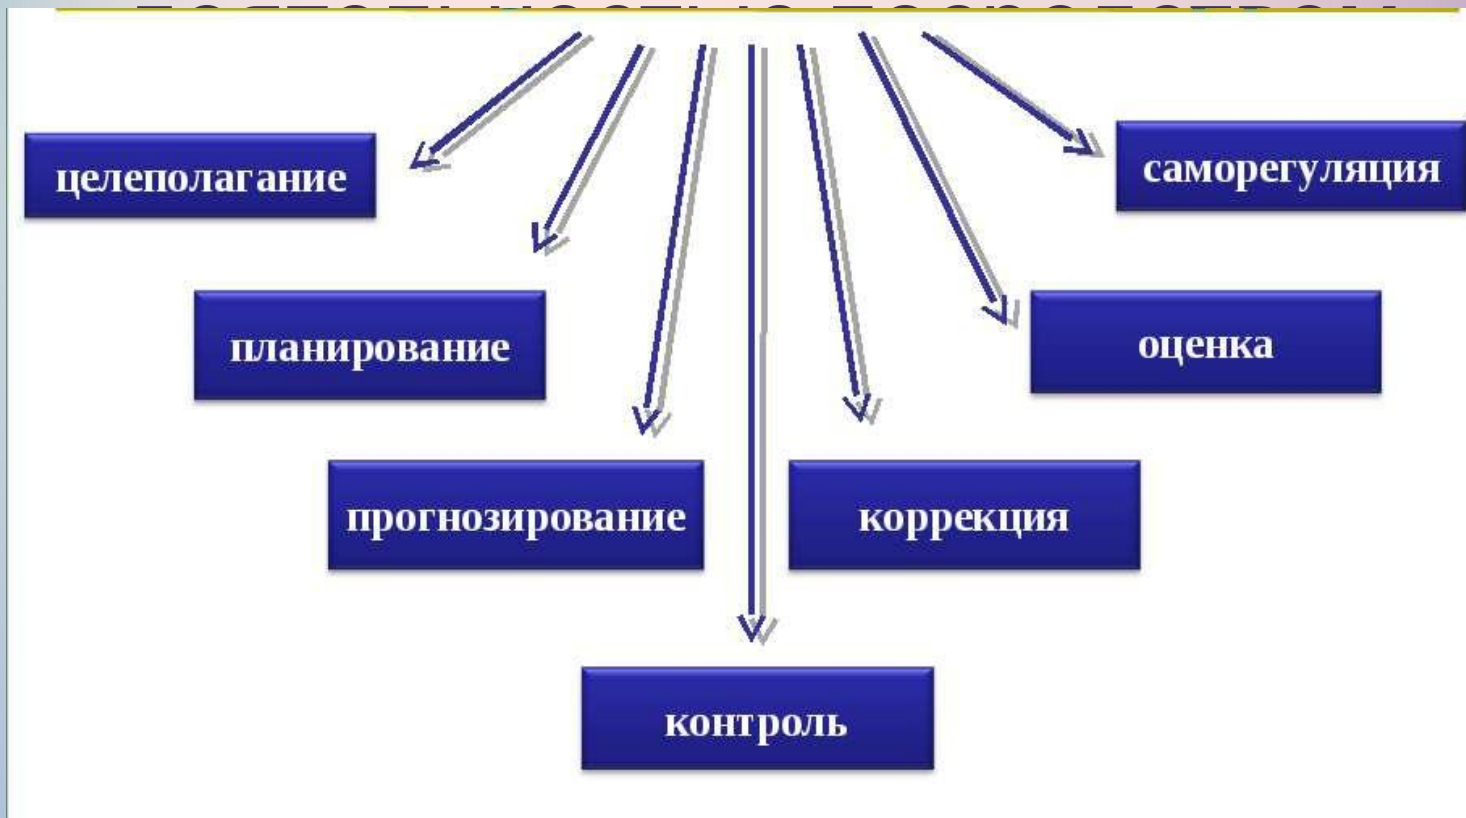 целеполагание
саморегуляция
планирование
оценка
прогнозирование
коррекция
контроль